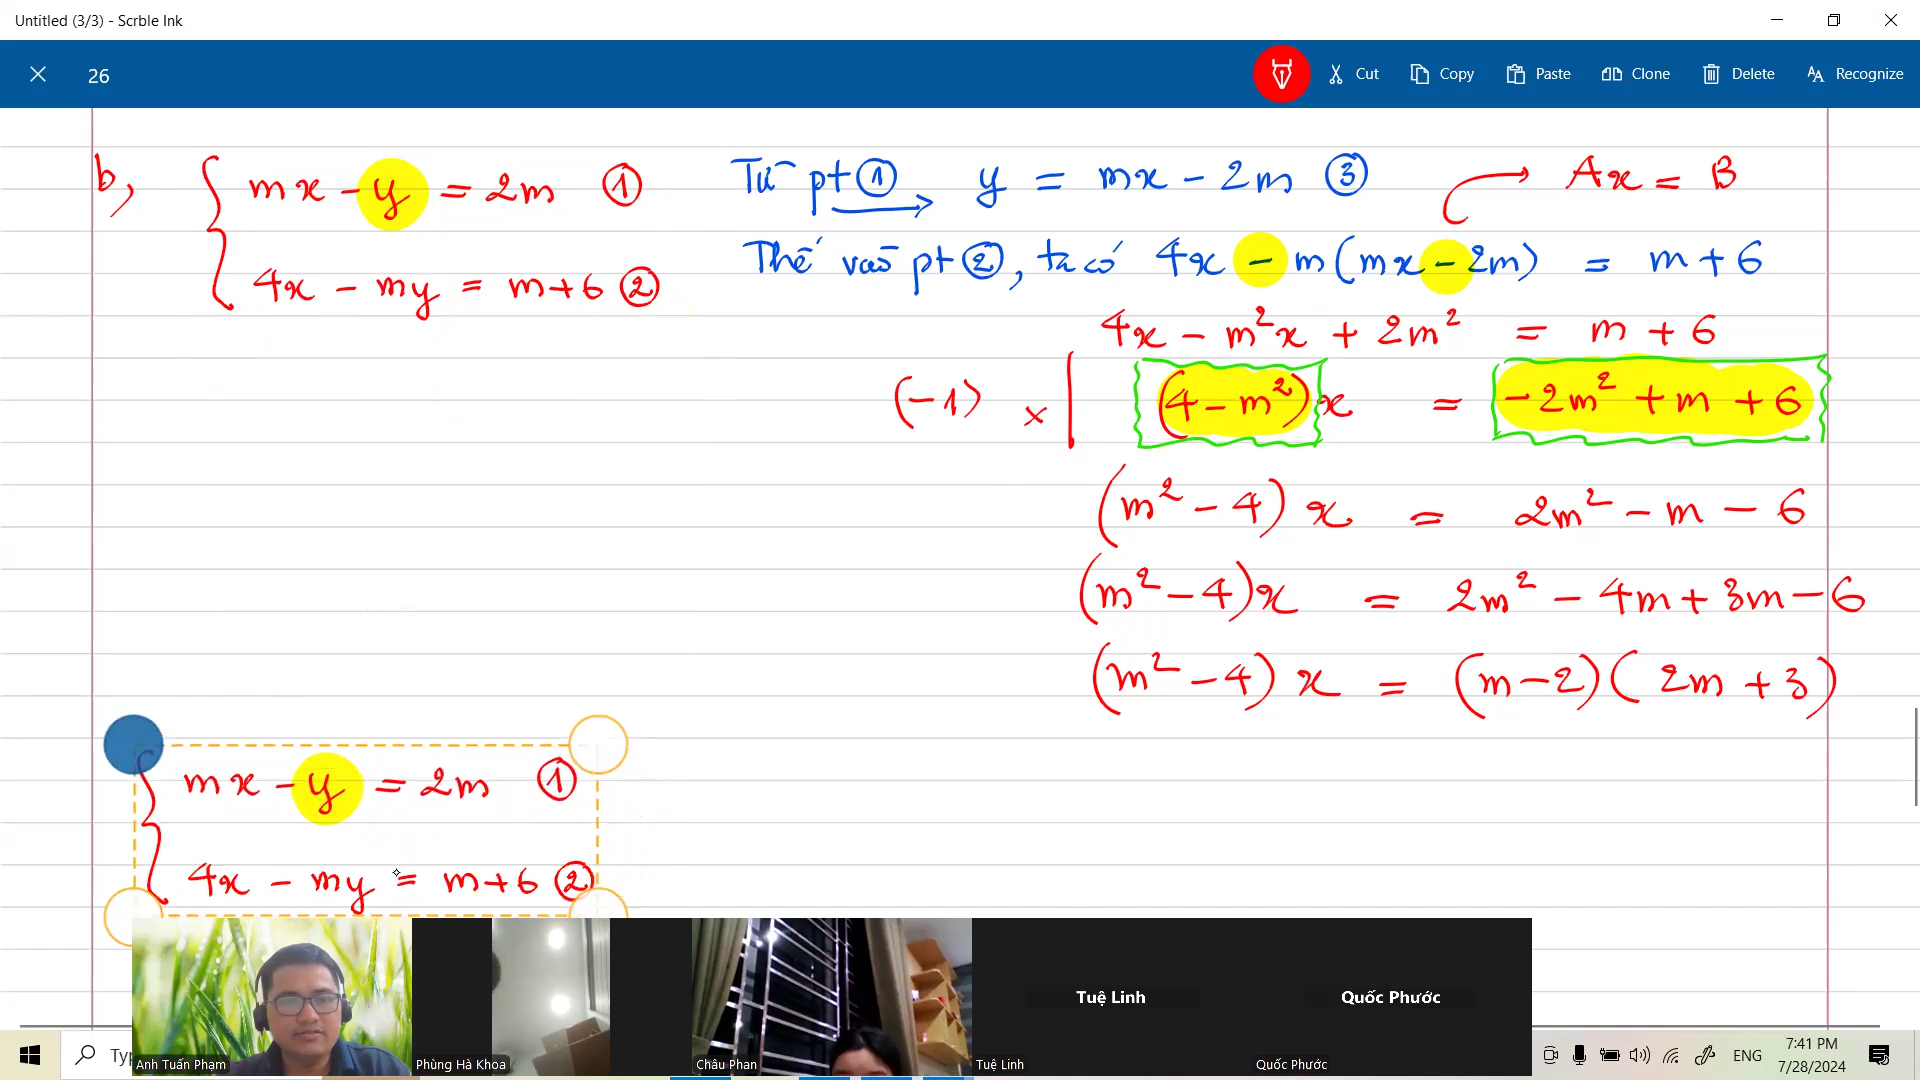 Untitled (3/3) - Scrble Ink
26
Cut
Copy
Paste
Clone
Delete
Recognize
b, { mx - y = 2m ①
4x - my = m+6 ②
Từ pt ① → y = mx - 2m ③
Ax = B
Thế vào pt ②, ta có 4x - m(mx - 2m) = m+6
4x - m²x + 2m² = m + 6
(-1) × | (4 - m²)x = -2m² + m + 6
(m² - 4) x = 2m² - m - 6
(m² - 4)x = 2m² - 4m + 3m - 6
(m² - 4) x = (m - 2)(2m + 3)
{ mx - y = 2m ①
4x - my = m+6 ②
Anh Tuấn Phạm
Phùng Hà Khoa
Châu Phan
Tuệ Linh
Tuệ Linh
Quốc Phước
Quốc Phước
ENG
7:41 PM
7/28/2024